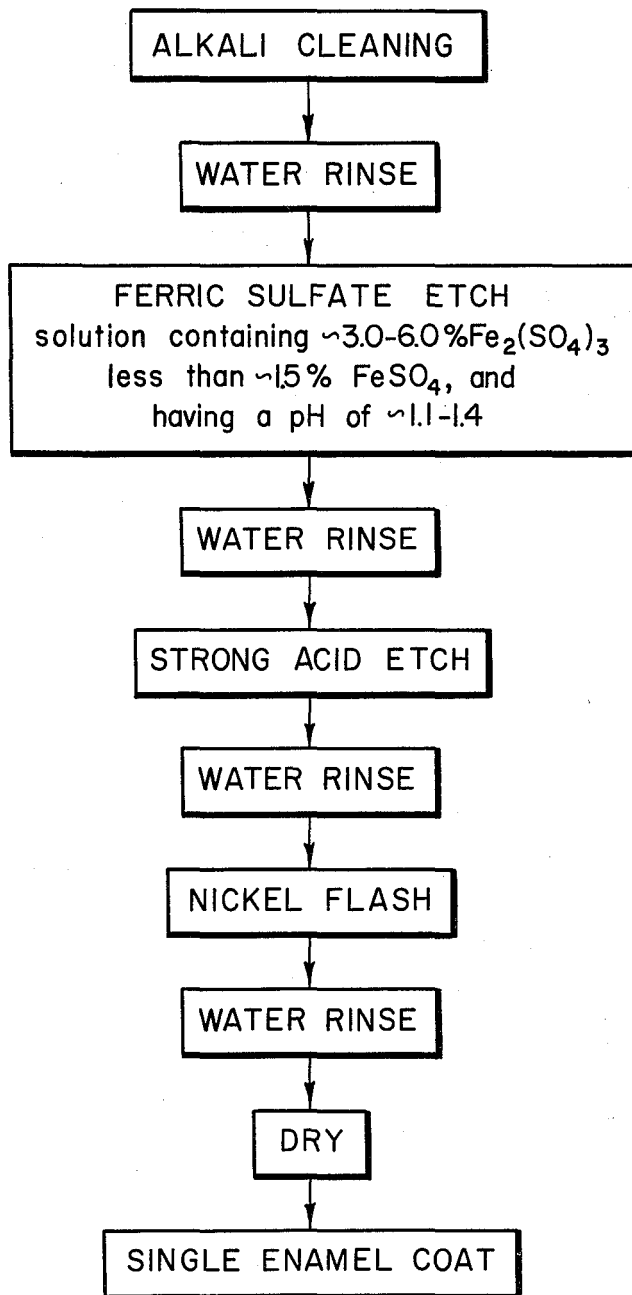 ALKALI CLEANING
WATER RINSE
FERRIC SULFATE ETCH
solution containing ~3.0-6.0% Fe₂(SO₄)₃
less than ~1.5% FeSO₄, and
having a pH of ~1.1-1.4
WATER RINSE
STRONG ACID ETCH
WATER RINSE
NICKEL FLASH
WATER RINSE
DRY
SINGLE ENAMEL COAT